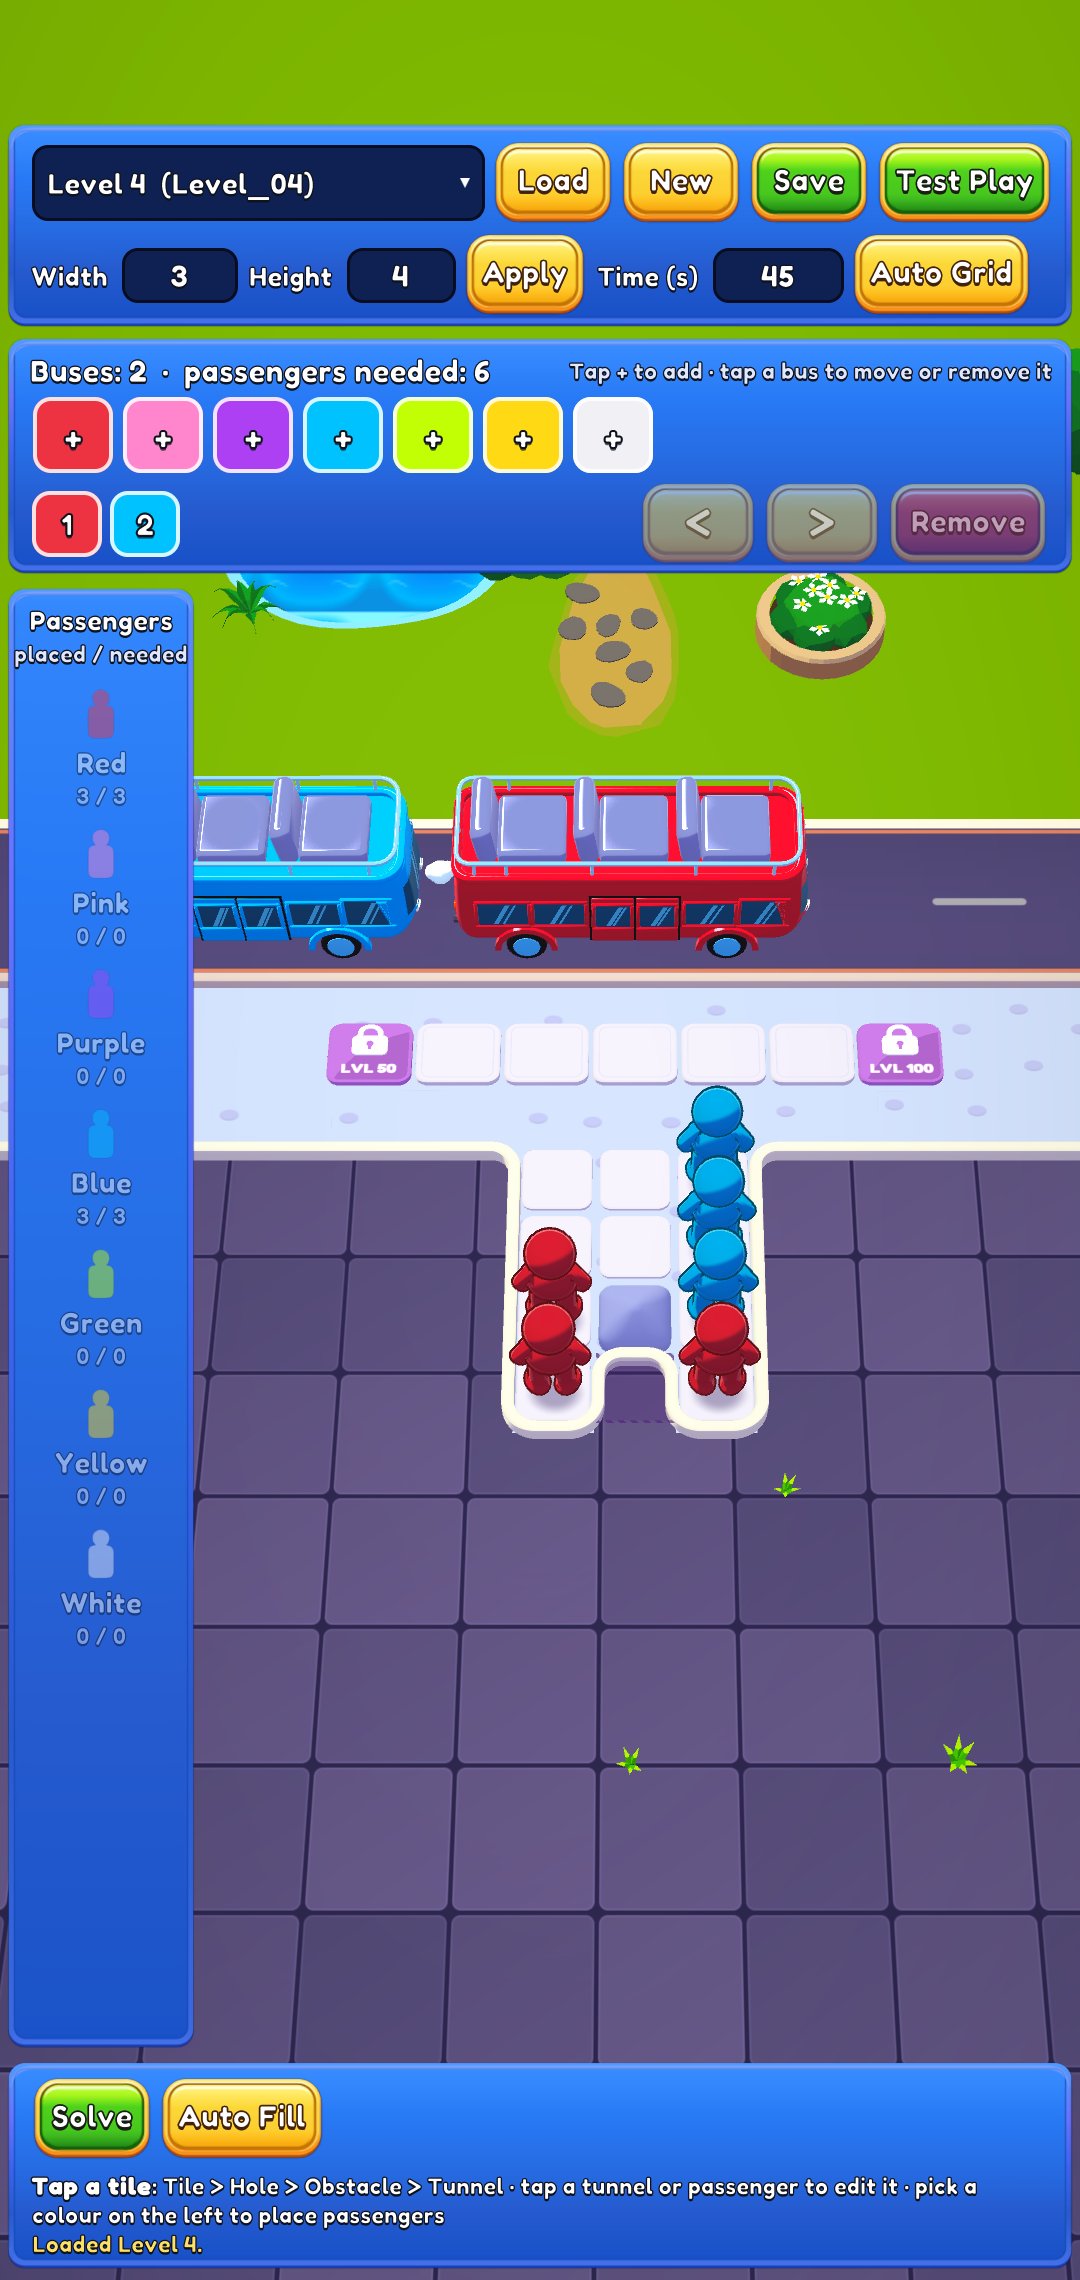 Level 4 (Level_04)
Load
New
Save
Test Play
Width
3
Height
4
Apply
Time (s)
45
Auto Grid
Buses: 2 · passengers needed: 6
Tap + to add · tap a bus to move or remove it
+
+
+
+
+
+
+
1
2
<
>
Remove
Passengers
placed / needed
Red
3 / 3
Pink
0 / 0
Purple
0 / 0
Blue
3 / 3
Green
0 / 0
Yellow
0 / 0
White
0 / 0
LVL 50
LVL 100
Solve
Auto Fill
Tap a tile: Tile > Hole > Obstacle > Tunnel · tap a tunnel or passenger to edit it · pick a
colour on the left to place passengers
Loaded Level 4.